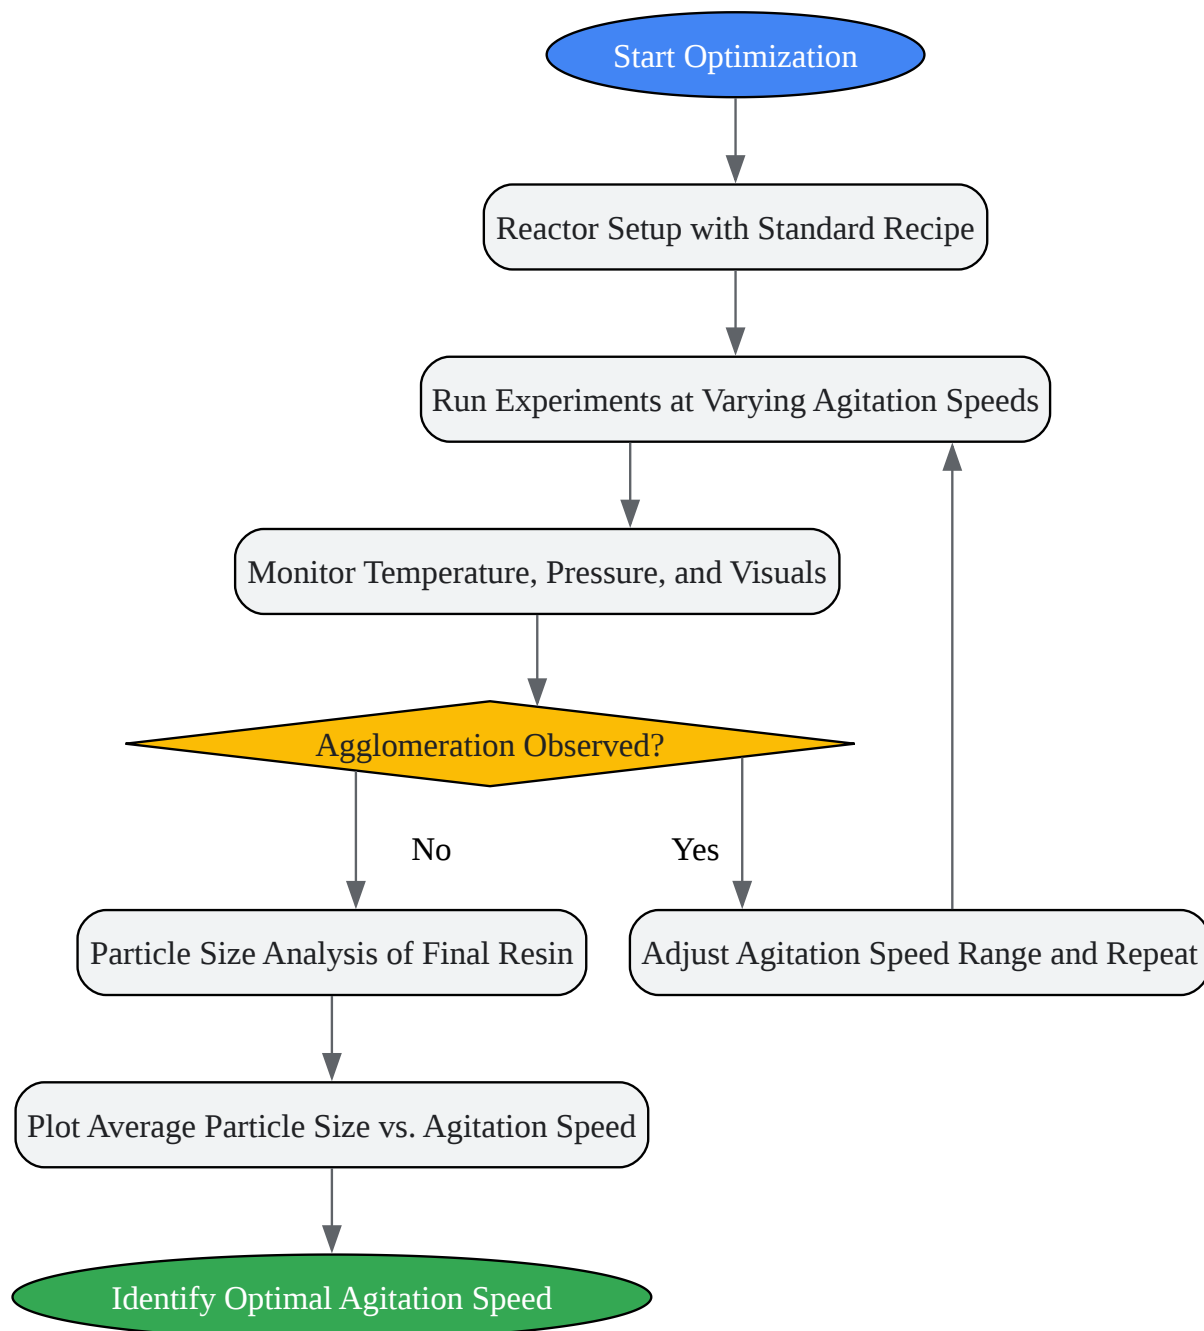 Start Optimization
Reactor Setup with Standard Recipe
Run Experiments at Varying Agitation Speeds
Monitor Temperature, Pressure, and Visuals
Agglomeration Observed?
No
Yes
Particle Size Analysis of Final Resin
Adjust Agitation Speed Range and Repeat
Plot Average Particle Size vs. Agitation Speed
Identify Optimal Agitation Speed